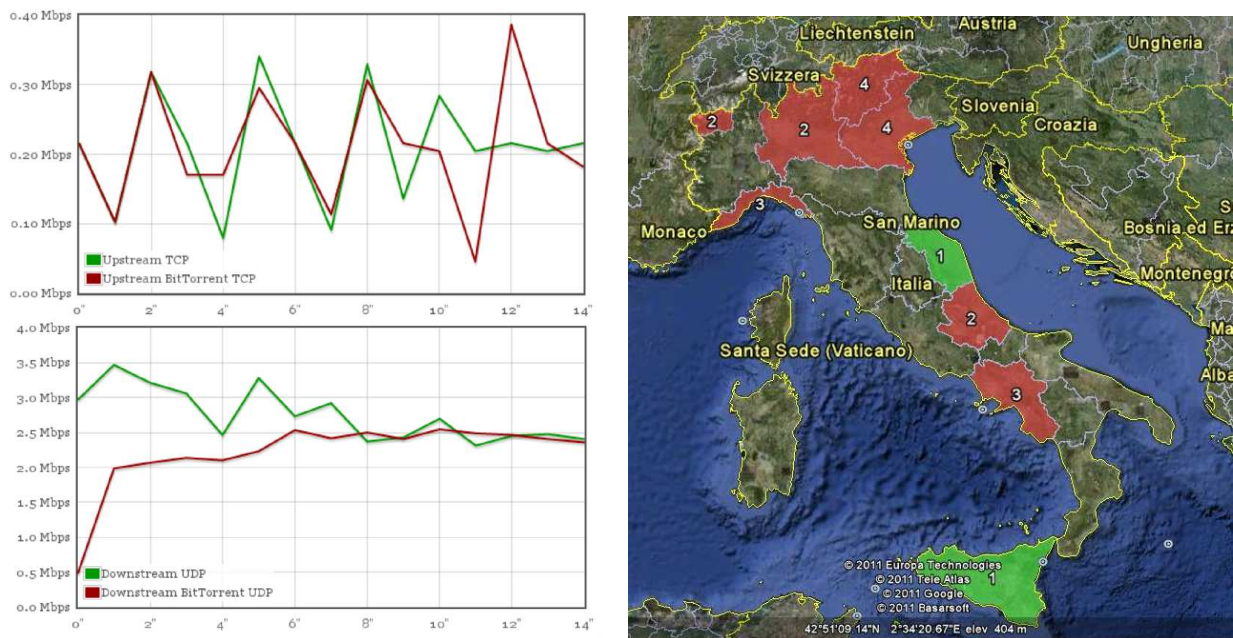 0.40 Mbps
0.30 Mbps
0.20 Mbps
0.10 Mbps
Upstream TCP
Upstream BitTorrent TCP
0.00 Mbps
0" 2" 4" 6" 8" 10" 12" 14"
4.0 Mbps
3.5 Mbps
3.0 Mbps
2.5 Mbps
2.0 Mbps
1.5 Mbps
1.0 Mbps
0.5 Mbps
Downstream UDP
Downstream BitTorrent UDP
0.0 Mbps
0" 2" 4" 6" 8" 10" 12" 14"
Austria
Liechtenstein
Ungheria
Svizzera
4
Slovenia
2
2
4
Croazia
3
San Marino
S
Monaco
Bosnia ed Erz
1
Italia
Montenegro
2
Ma
Santa Sede (Vaticano)
Alba
3
© 2011 Europa Technologies
1
© 2011 Tele Atlas
© 2011 Google
© 2011 Basarsoft
42°51'09.14"N 2°34'20.67"E elev 404 m